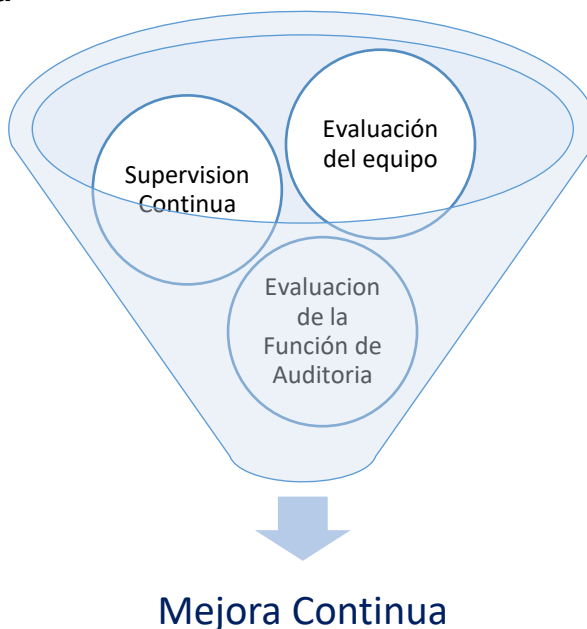 Supervision
Continua
Evaluación
del equipo
Evaluacion
de la
Función de
Auditoria
Mejora Continua